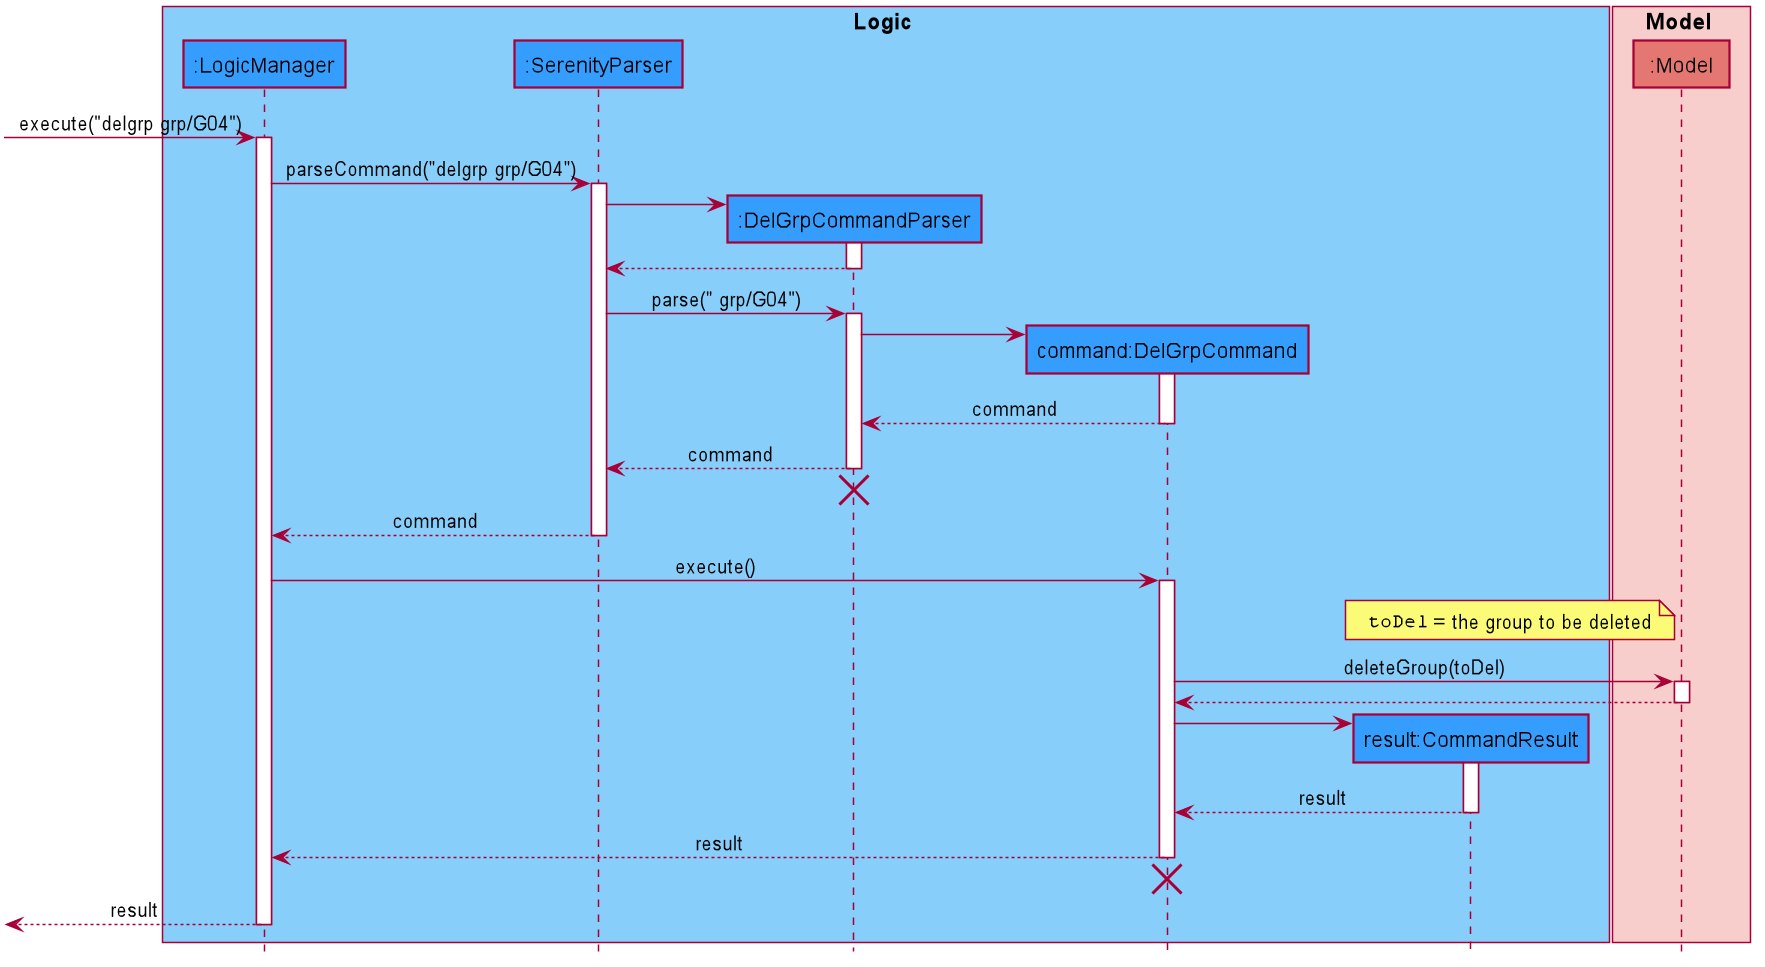 Logic
Model
:LogicManager
:SerenityParser
:Model
execute("delgrp grp/G04")
parseCommand("delgrp grp/G04")
:DelGrpCommandParser
parse(" grp/G04")
command:DelGrpCommand
command
command
command
execute()
toDel = the group to be deleted
deleteGroup(toDel)
result:CommandResult
result
result
result